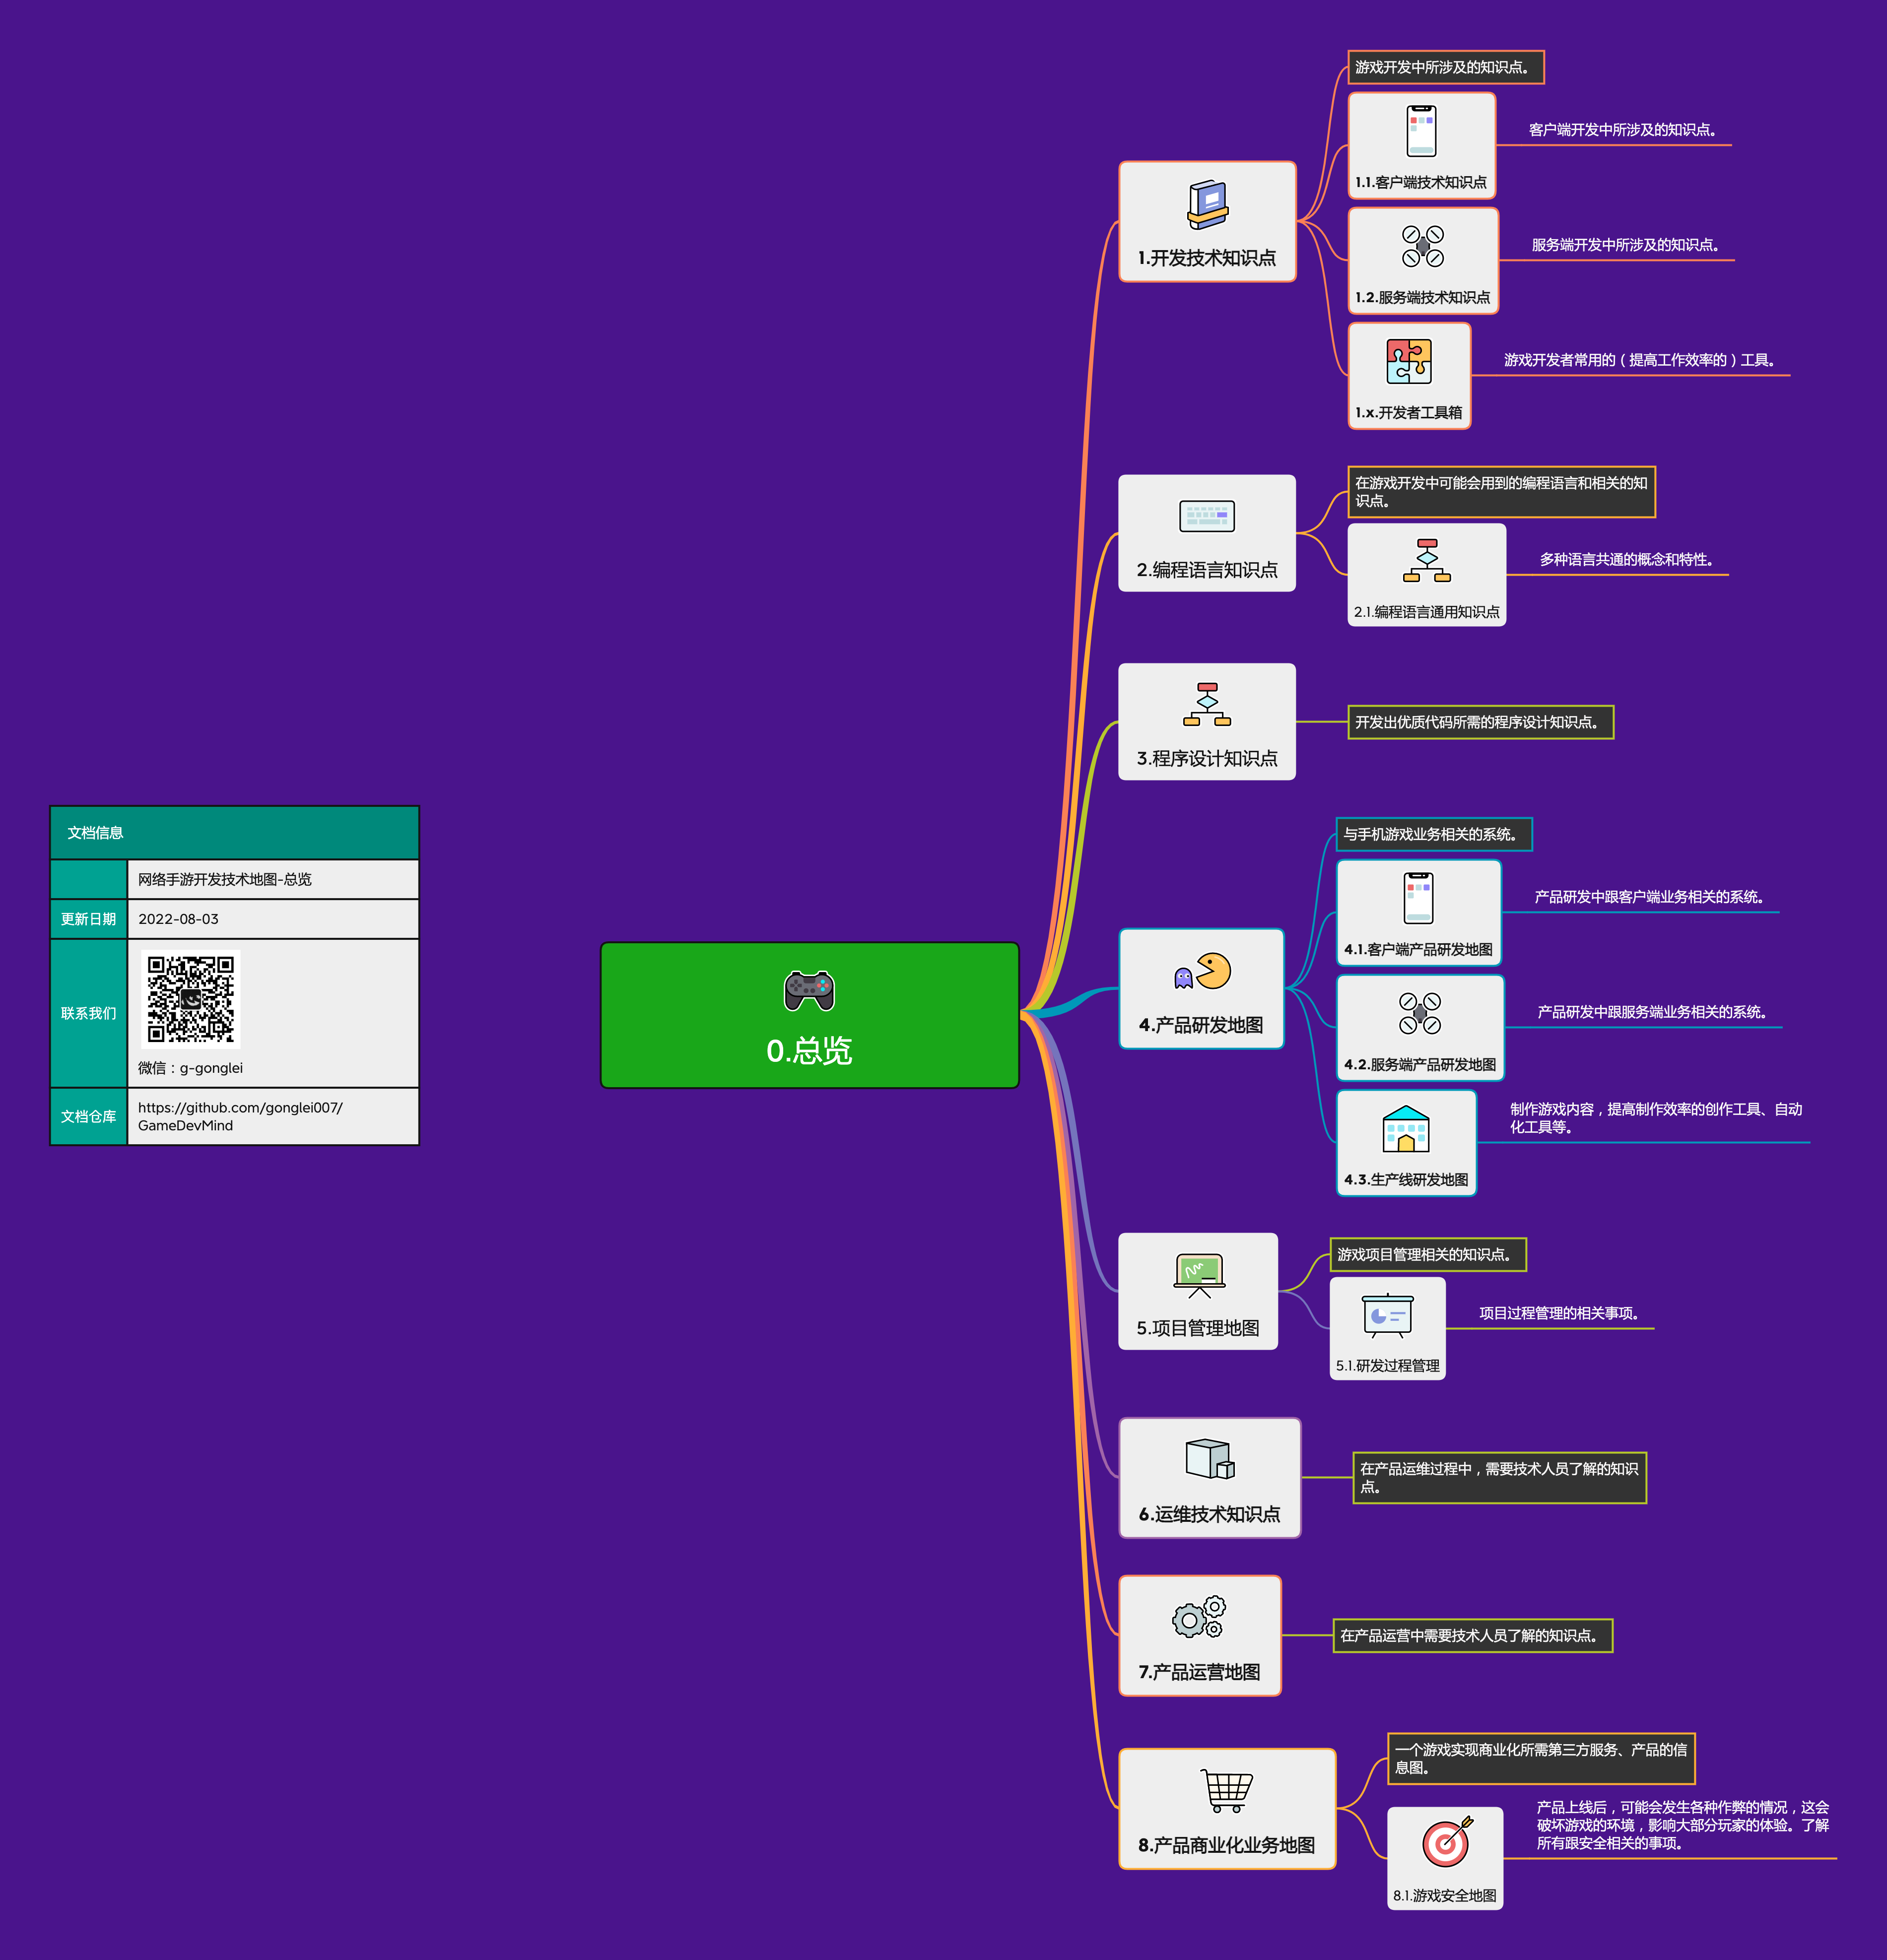 文档信息
网络手游开发技术地图-总览
更新日期
2022-08-03
联系我们
微信：g-gonglei
文档仓库
https://github.com/gonglei007/
GameDevMind
0.总览
1.开发技术知识点
游戏开发中所涉及的知识点。
1.1.客户端技术知识点
客户端开发中所涉及的知识点。
1.2.服务端技术知识点
服务端开发中所涉及的知识点。
1.x.开发者工具箱
游戏开发者常用的（提高工作效率的）工具。
2.编程语言知识点
在游戏开发中可能会用到的编程语言和相关的知
识点。
2.1.编程语言通用知识点
多种语言共通的概念和特性。
3.程序设计知识点
开发出优质代码所需的程序设计知识点。
4.产品研发地图
与手机游戏业务相关的系统。
4.1.客户端产品研发地图
产品研发中跟客户端业务相关的系统。
4.2.服务端产品研发地图
产品研发中跟服务端业务相关的系统。
4.3.生产线研发地图
制作游戏内容，提高制作效率的创作工具、自动
化工具等。
5.项目管理地图
游戏项目管理相关的知识点。
5.1.研发过程管理
项目过程管理的相关事项。
6.运维技术知识点
在产品运维过程中，需要技术人员了解的知识
点。
7.产品运营地图
在产品运营中需要技术人员了解的知识点。
8.产品商业化业务地图
一个游戏实现商业化所需第三方服务、产品的信
息图。
8.1.游戏安全地图
产品上线后，可能会发生各种作弊的情况，这会
破坏游戏的环境，影响大部分玩家的体验。了解
所有跟安全相关的事项。